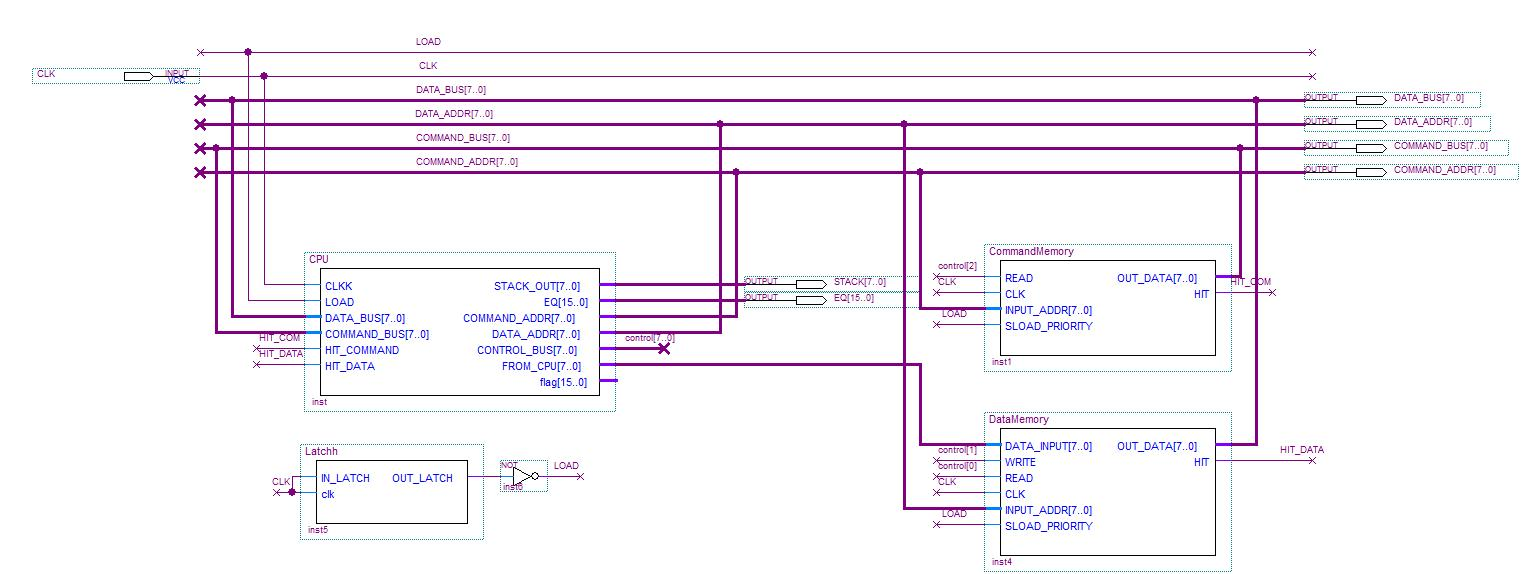 LOAD
CLK INPUT VCC CLK
DATA_BUS[7..0] OUTPUT DATA_BUS[7..0]
DATA_ADDR[7..0] OUTPUT DATA_ADDR[7..0]
COMMAND_BUS[7..0] OUTPUT COMMAND_BUS[7..0]
COMMAND_ADDR[7..0] OUTPUT COMMAND_ADDR[7..0]
CPU
CLKK STACK_OUT[7..0]
LOAD EQ[15..0]
DATA_BUS[7..0] COMMAND_ADDR[7..0]
COMMAND_BUS[7..0] DATA_ADDR[7..0]
HIT_COM HIT_COMMAND CONTROL_BUS[7..0] control[7..0]
HIT_DATA HIT_DATA FROM_CPU[7..0]
flag[15..0]
inst
OUTPUT STACK[7..0]
OUTPUT EQ[15..0]
CommandMemory
control[2] READ OUT_DATA[7..0]
CLK CLK HIT HIT_COM
INPUT_ADDR[7..0]
LOAD SLOAD_PRIORITY
inst1
Latchh
IN_LATCH OUT_LATCH
CLK clk
inst5
NOT LOAD
inst6
DataMemory
DATA_INPUT[7..0] OUT_DATA[7..0]
control[1] WRITE HIT HIT_DATA
control[0] READ
CLK CLK
INPUT_ADDR[7..0]
LOAD SLOAD_PRIORITY
inst4